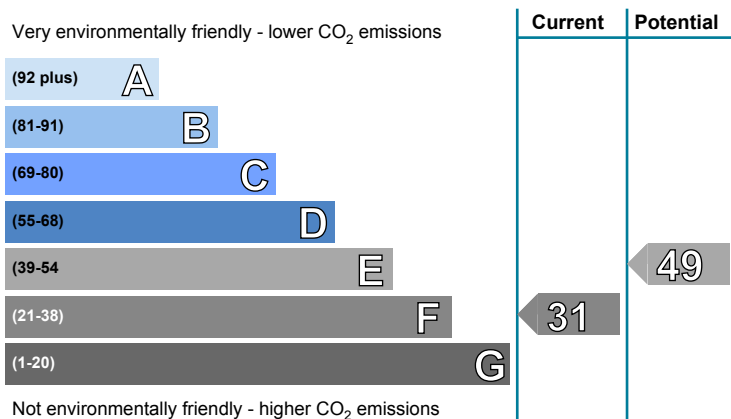 Very environmentally friendly - lower CO₂ emissions
Current
Potential
(92 plus) A
(81-91) B
(69-80) C
(55-68) D
(39-54 E
49
(21-38) F
31
(1-20) G
Not environmentally friendly - higher CO₂ emissions